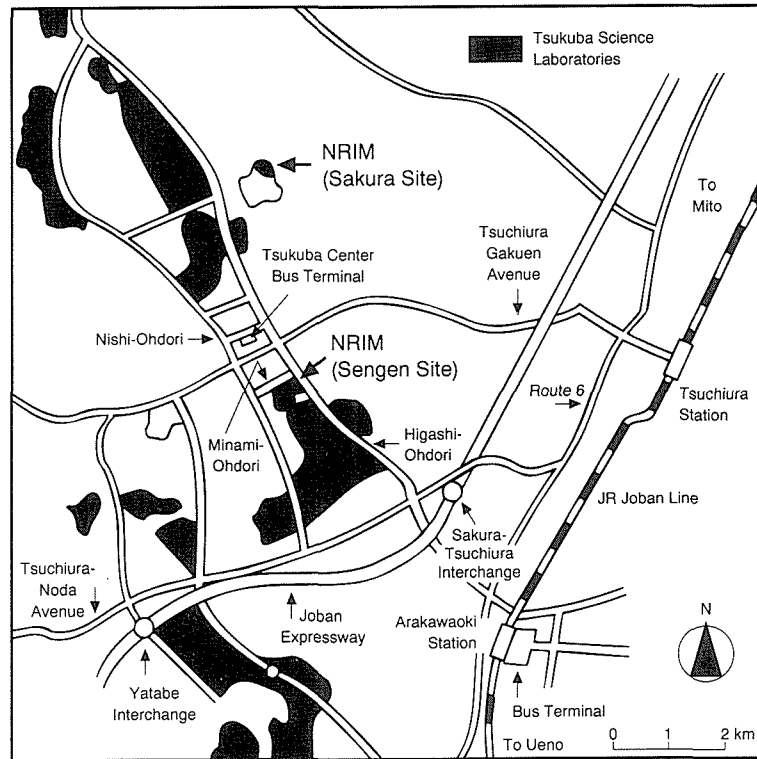 Tsukuba Science
Laboratories
NRIM
(Sakura Site)
To
Mito
Tsuchiura
Gakuen
Avenue
Tsukuba Center
Bus Terminal
Nishi-Ohdori
NRIM
(Sengen Site)
Route 6
Tsuchiura
Station
Minami-
Ohdori
Higashi-
Ohdori
JR Joban Line
Sakura-
Tsuchiura
Interchange
Tsuchiura-
Noda
Avenue
Joban
Expressway
Arakawaoki
Station
N
Yatabe
Interchange
Bus Terminal
To Ueno
0 1 2 km